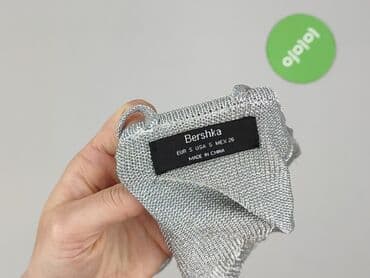 lalafo
Bershka
EUR S USA S MEX 26
MADE IN CHINA